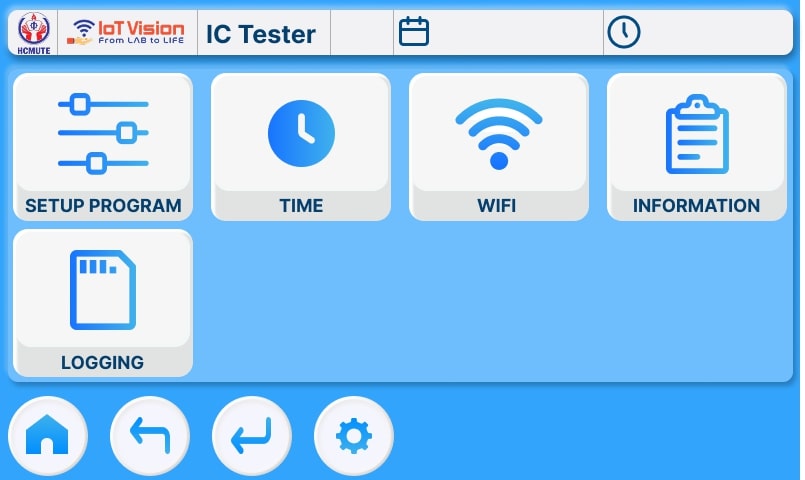 HCMUTE
IoT Vision
From LAB to LIFE
IC Tester
SETUP PROGRAM
TIME
WIFI
INFORMATION
LOGGING